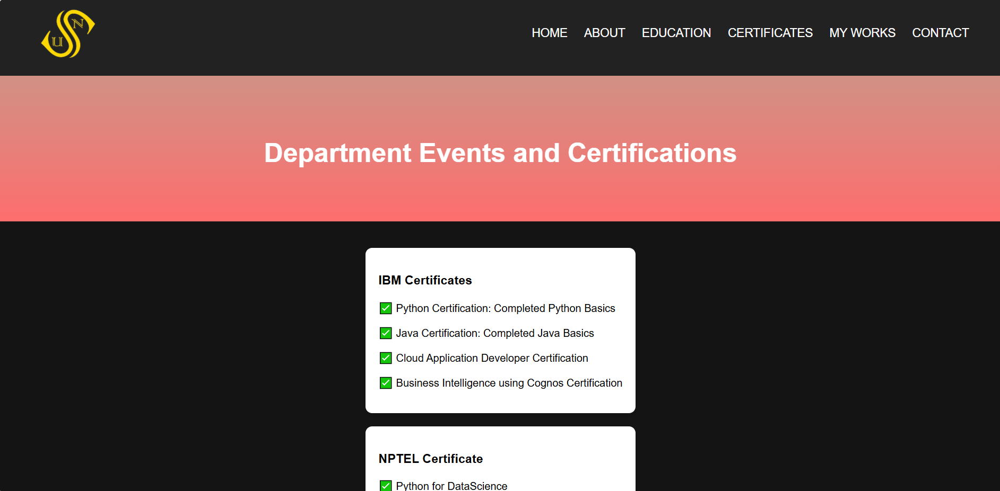 U S N
HOME ABOUT EDUCATION CERTIFICATES MY WORKS CONTACT
Department Events and Certifications
IBM Certificates
Python Certification: Completed Python Basics
Java Certification: Completed Java Basics
Cloud Application Developer Certification
Business Intelligence using Cognos Certification
NPTEL Certificate
Python for DataScience